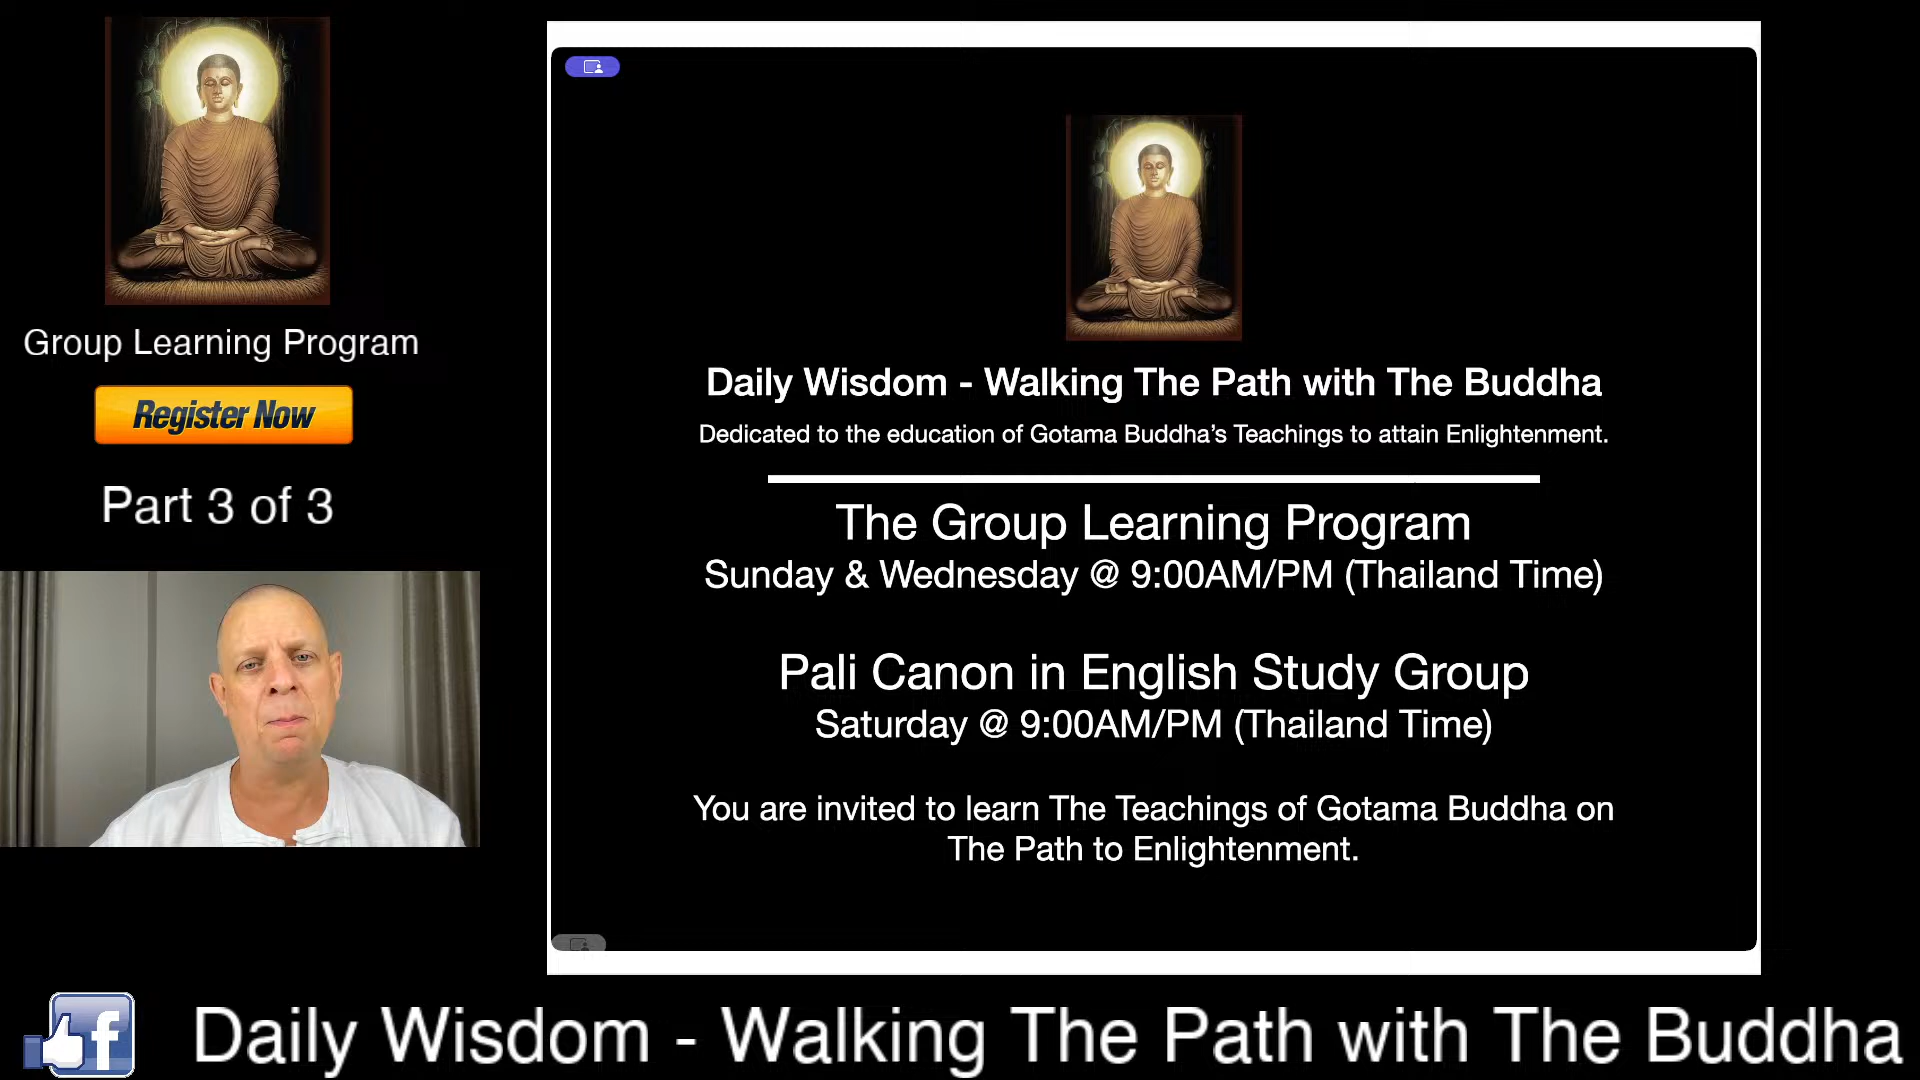 Group Learning Program
Register Now
Part 3 of 3
Daily Wisdom - Walking The Path with The Buddha
Dedicated to the education of Gotama Buddha’s Teachings to attain Enlightenment.
The Group Learning Program
Sunday & Wednesday @ 9:00AM/PM (Thailand Time)
Pali Canon in English Study Group
Saturday @ 9:00AM/PM (Thailand Time)
You are invited to learn The Teachings of Gotama Buddha on
The Path to Enlightenment.
f
Daily Wisdom - Walking The Path with The Buddha